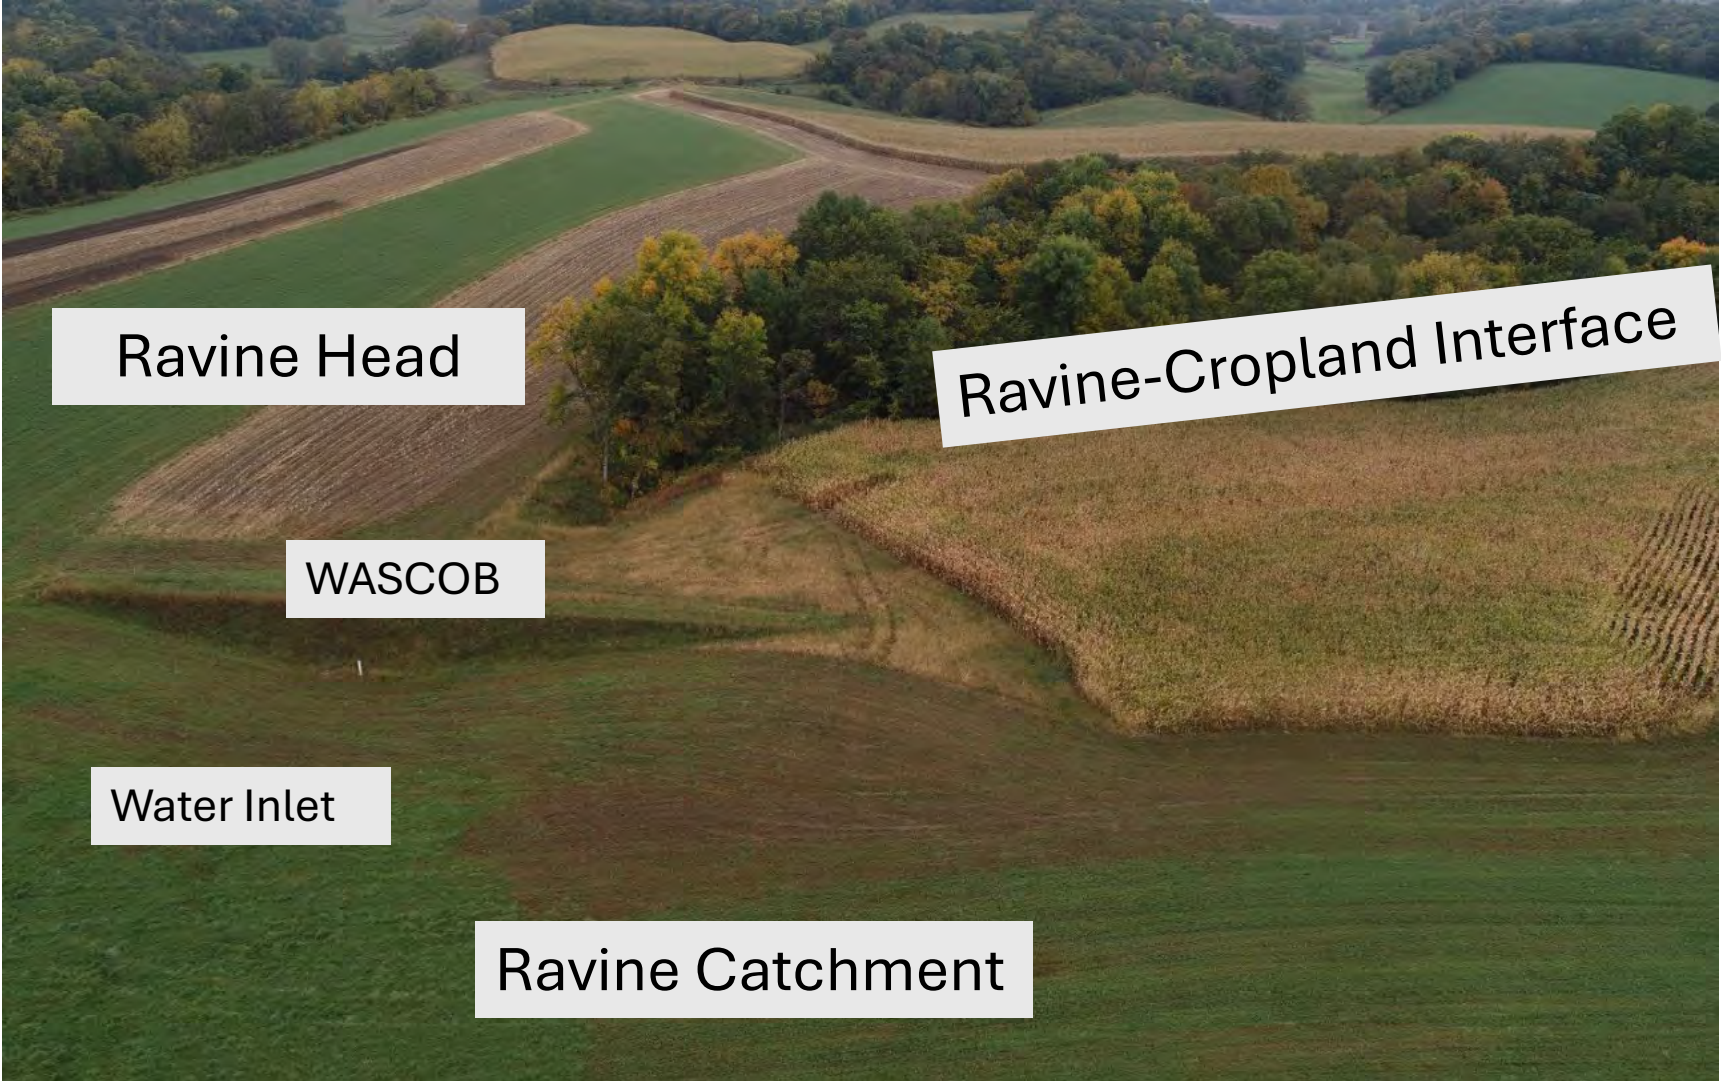 Ravine Head
Ravine-Cropland Interface
WASCOB
Water Inlet
Ravine Catchment